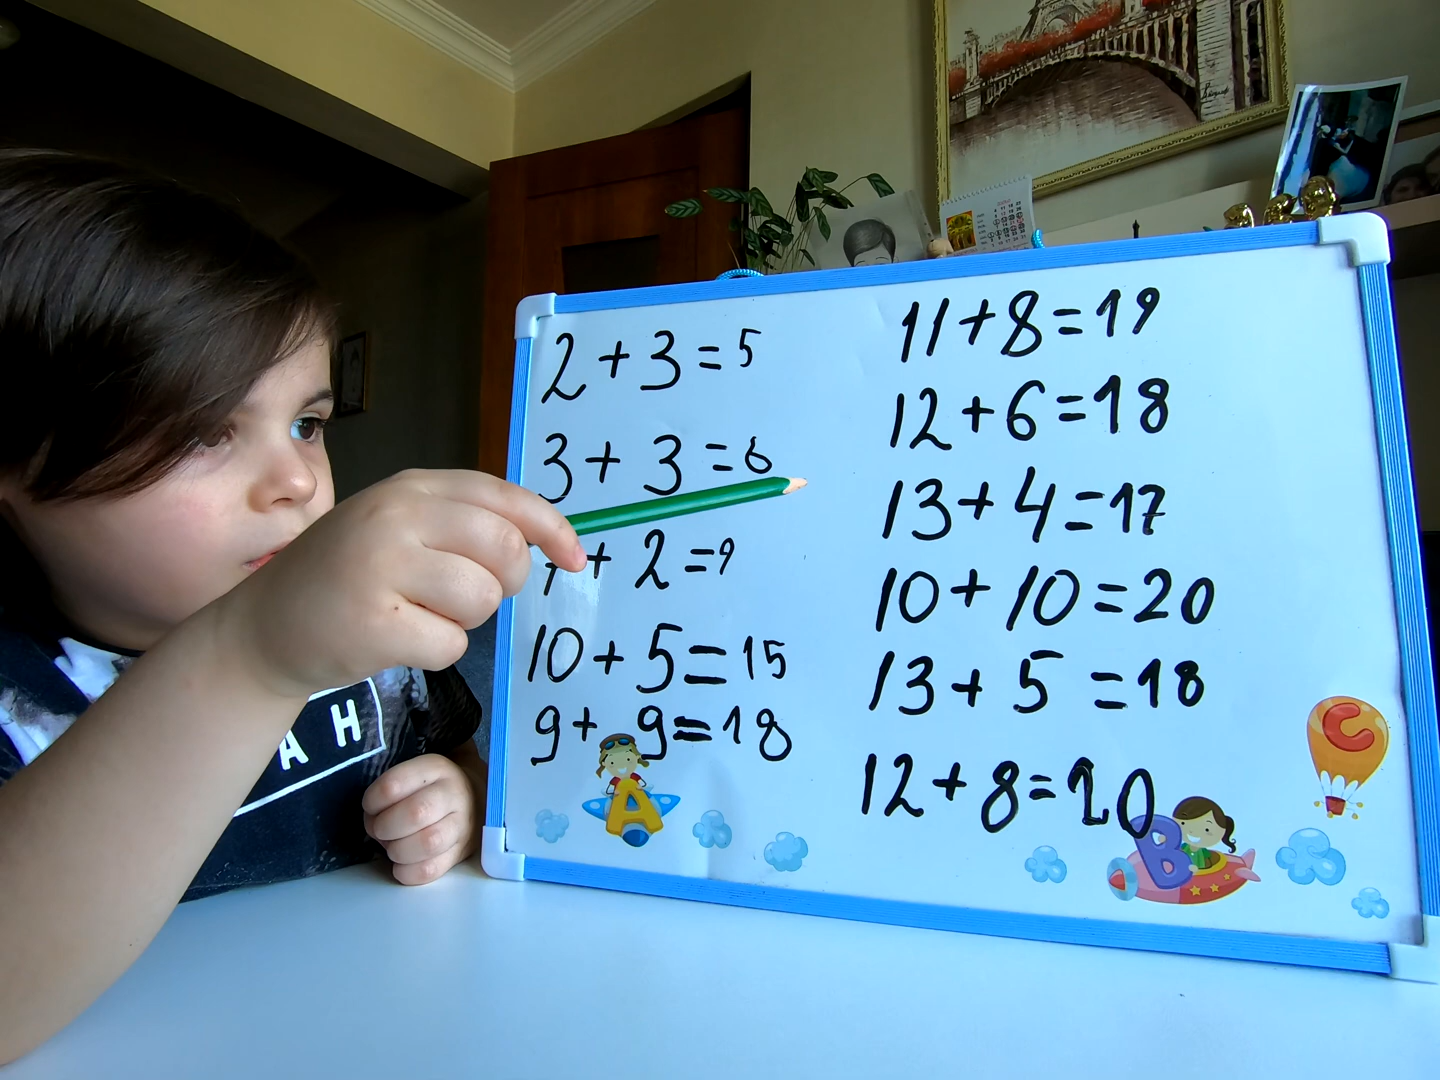 2+3=5
3+3=6
+2=9
10+5=15
9+9=18
11+8=19
12+6=18
13+4=17
10+10=20
13+5=18
12+8=20
A
B
C
AH